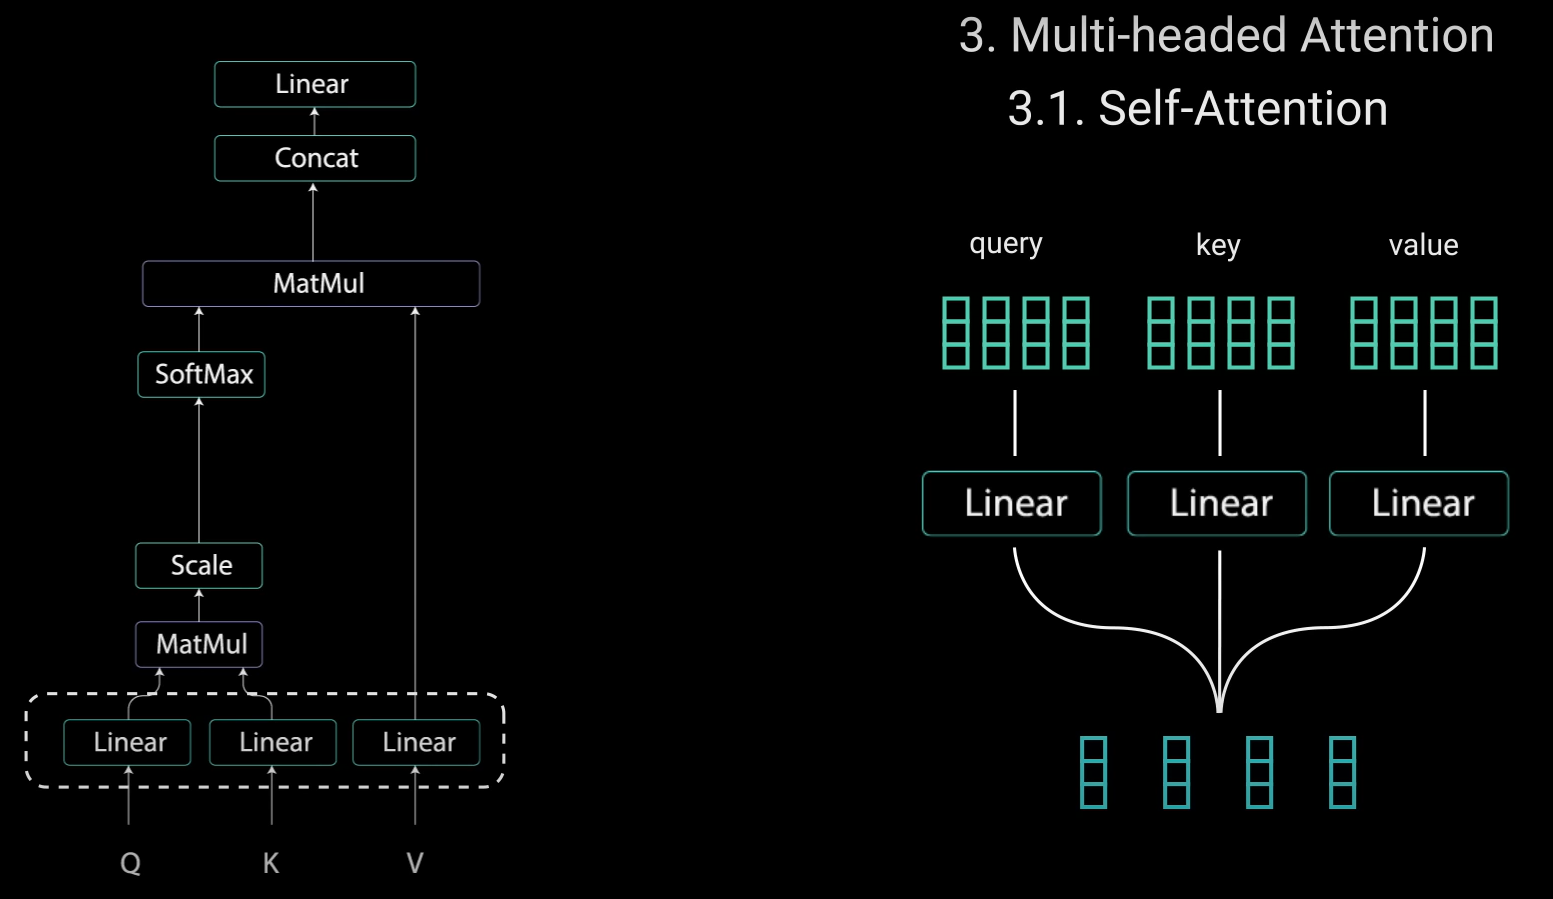 3. Multi-headed Attention
3.1. Self-Attention
Linear
Concat
MatMul
SoftMax
Scale
MatMul
Linear Linear Linear
Q K V
query key value
Linear Linear Linear